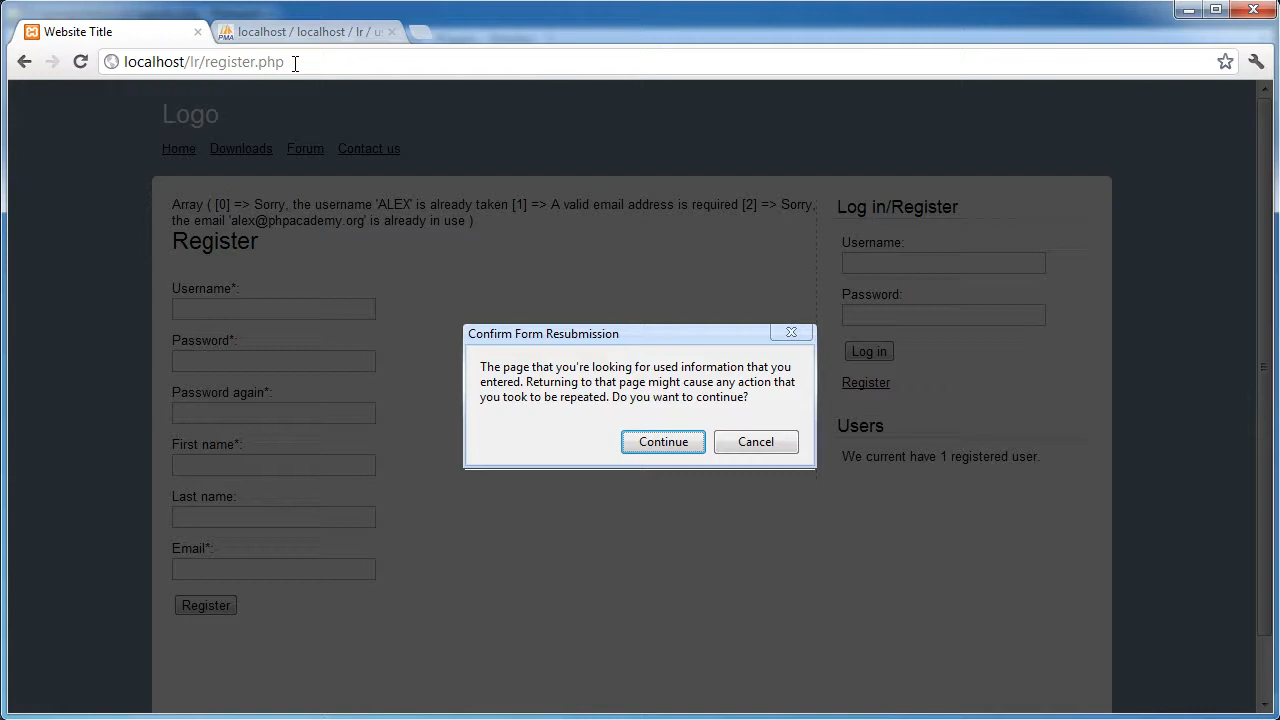 Website Title
localhost / localhost / lr / u
localhost/lr/register.php
Logo
Home Downloads Forum Contact us
Array ( [0] => Sorry, the username 'ALEX' is already taken [1] => A valid email address is required [2] => Sorry,
the email 'alex@phpacademy.org' is already in use )
Register
Username*:
Password*:
Password again*:
First name*:
Last name:
Email*:
Register
Log in/Register
Username:
Password:
Log in
Register
Users
We current have 1 registered user.
Confirm Form Resubmission
The page that you're looking for used information that you
entered. Returning to that page might cause any action that
you took to be repeated. Do you want to continue?
Continue Cancel